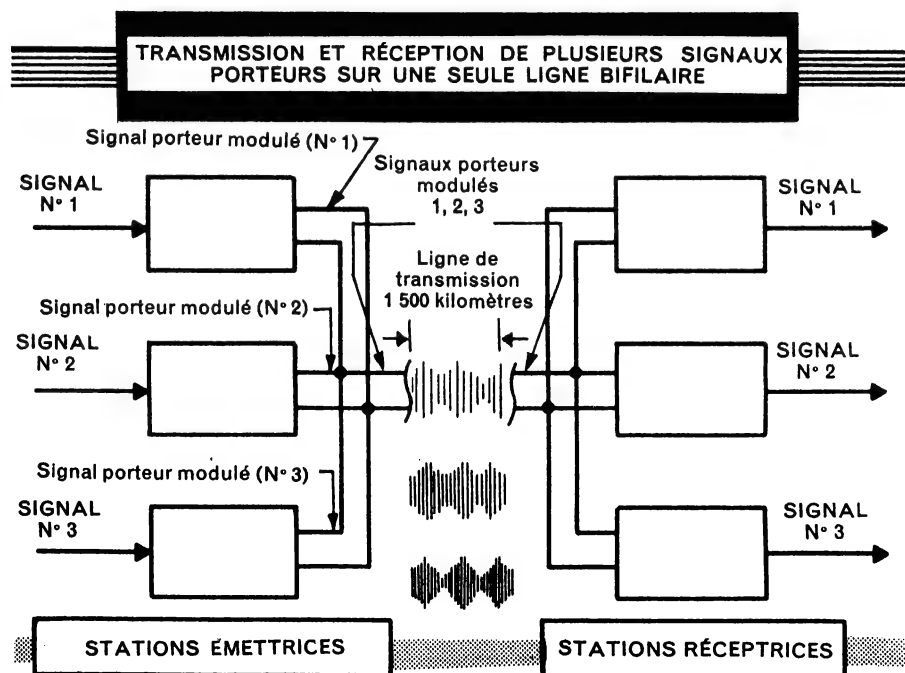 TRANSMISSION ET RÉCEPTION DE PLUSIEURS SIGNAUX
PORTEURS SUR UNE SEULE LIGNE BIFILAIRE
Signal porteur modulé (N° 1)
Signaux porteurs
modulés
1, 2, 3
SIGNAL
N° 1
SIGNAL
N° 1
Ligne de
transmission
1 500 kilomètres
Signal porteur modulé (N° 2)
SIGNAL
N° 2
SIGNAL
N° 2
Signal porteur modulé (N° 3)
SIGNAL
N° 3
SIGNAL
N° 3
STATIONS ÉMETTRICES
STATIONS RÉCEPTRICES